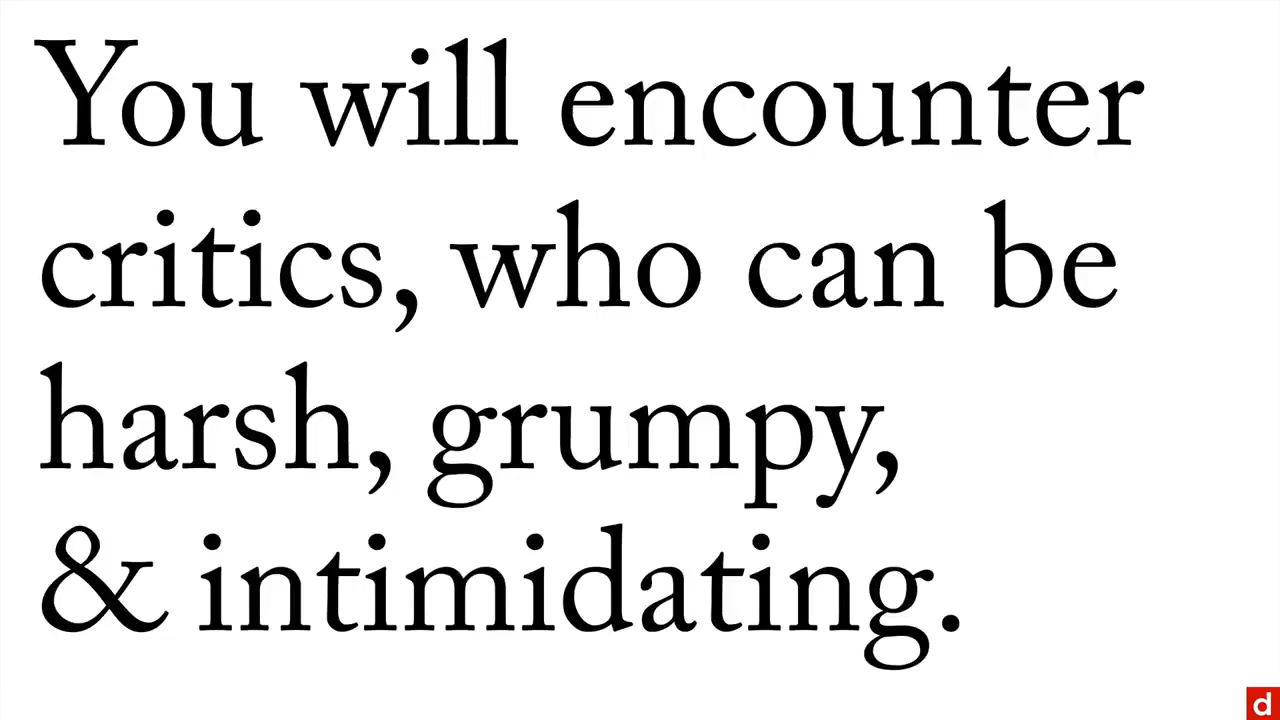 You will encounter
critics, who can be
harsh, grumpy,
& intimidating.
d